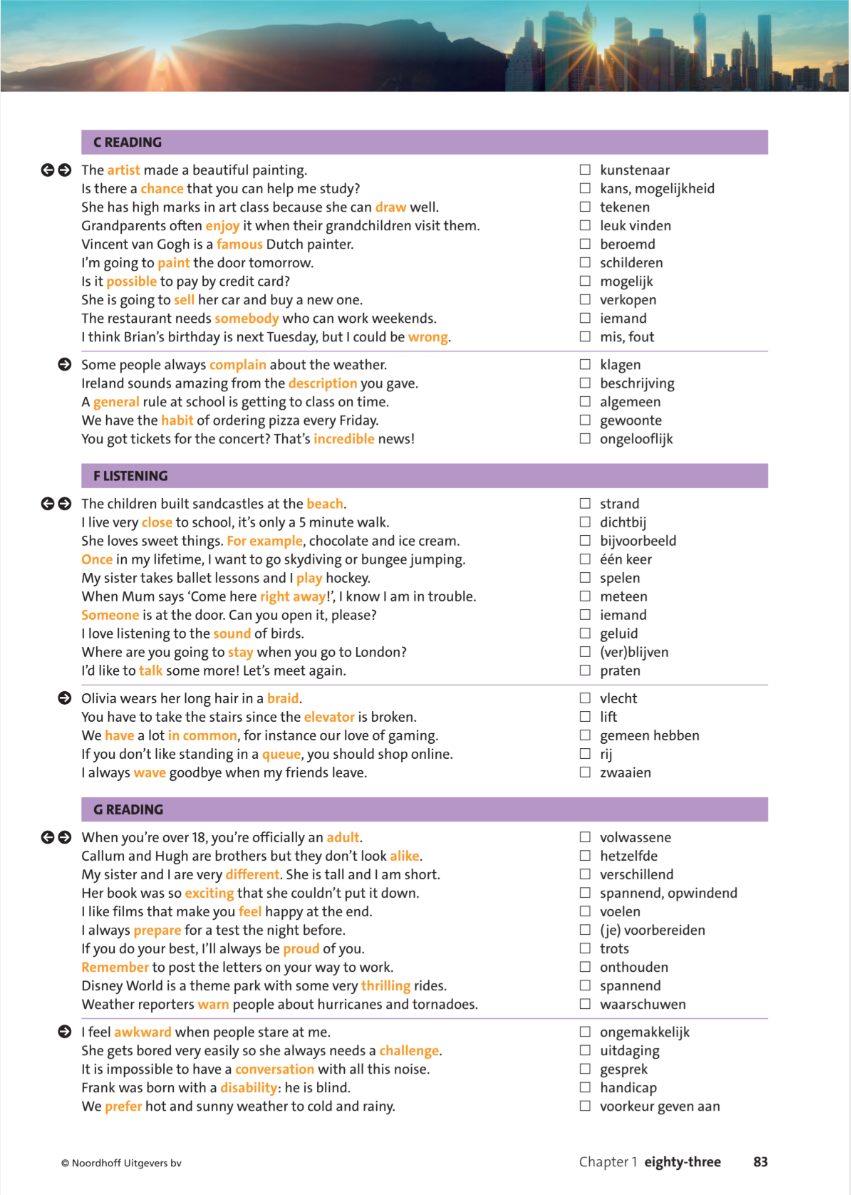 C READING
The artist made a beautiful painting. ☐ kunstenaar
Is there a chance that you can help me study? ☐ kans, mogelijkheid
She has high marks in art class because she can draw well. ☐ tekenen
Grandparents often enjoy it when their grandchildren visit them. ☐ leuk vinden
Vincent van Gogh is a famous Dutch painter. ☐ beroemd
I'm going to paint the door tomorrow. ☐ schilderen
Is it possible to pay by credit card? ☐ mogelijk
She is going to sell her car and buy a new one. ☐ verkopen
The restaurant needs somebody who can work weekends. ☐ iemand
I think Brian's birthday is next Tuesday, but I could be wrong. ☐ mis, fout
Some people always complain about the weather. ☐ klagen
Ireland sounds amazing from the description you gave. ☐ beschrijving
A general rule at school is getting to class on time. ☐ algemeen
We have the habit of ordering pizza every Friday. ☐ gewoonte
You got tickets for the concert? That's incredible news! ☐ ongelooflijk
F LISTENING
The children built sandcastles at the beach. ☐ strand
I live very close to school, it's only a 5 minute walk. ☐ dichtbij
She loves sweet things. For example, chocolate and ice cream. ☐ bijvoorbeeld
Once in my lifetime, I want to go skydiving or bungee jumping. ☐ één keer
My sister takes ballet lessons and I play hockey. ☐ spelen
When Mum says 'Come here right away!', I know I am in trouble. ☐ meteen
Someone is at the door. Can you open it, please? ☐ iemand
I love listening to the sound of birds. ☐ geluid
Where are you going to stay when you go to London? ☐ (ver)blijven
I'd like to talk some more! Let's meet again. ☐ praten
Olivia wears her long hair in a braid. ☐ vlecht
You have to take the stairs since the elevator is broken. ☐ lift
We have a lot in common, for instance our love of gaming. ☐ gemeen hebben
If you don't like standing in a queue, you should shop online. ☐ rij
I always wave goodbye when my friends leave. ☐ zwaaien
G READING
When you're over 18, you're officially an adult. ☐ volwassene
Callum and Hugh are brothers but they don't look alike. ☐ hetzelfde
My sister and I are very different. She is tall and I am short. ☐ verschillend
Her book was so exciting that she couldn't put it down. ☐ spannend, opwindend
I like films that make you feel happy at the end. ☐ voelen
I always prepare for a test the night before. ☐ (je) voorbereiden
If you do your best, I'll always be proud of you. ☐ trots
Remember to post the letters on your way to work. ☐ onthouden
Disney World is a theme park with some very thrilling rides. ☐ spannend
Weather reporters warn people about hurricanes and tornadoes. ☐ waarschuwen
I feel awkward when people stare at me. ☐ ongemakkelijk
She gets bored very easily so she always needs a challenge. ☐ uitdaging
It is impossible to have a conversation with all this noise. ☐ gesprek
Frank was born with a disability: he is blind. ☐ handicap
We prefer hot and sunny weather to cold and rainy. ☐ voorkeur geven aan
© Noordhoff Uitgevers bv Chapter 1 eighty-three 83